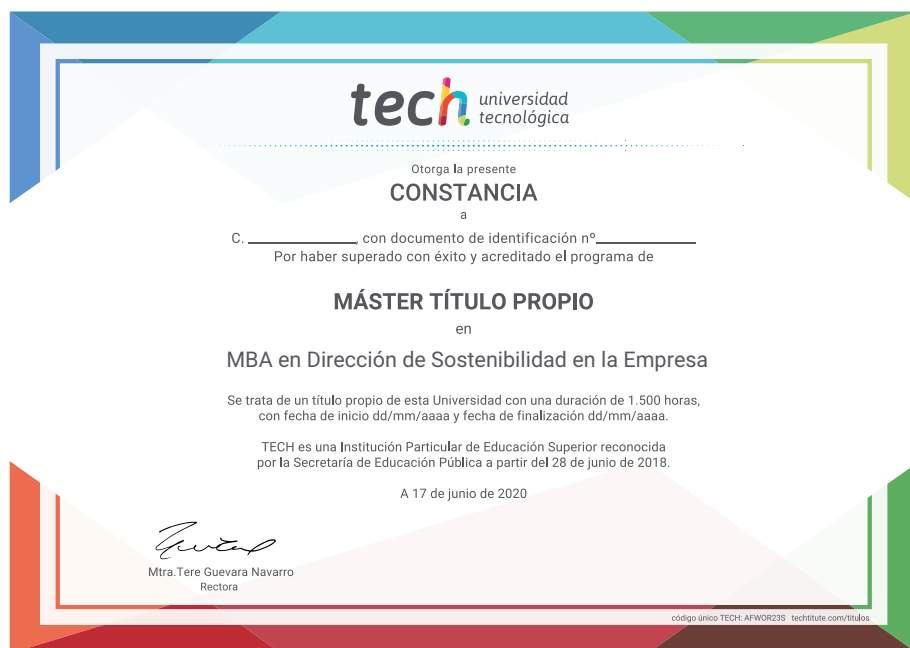 tech universidad
tecnológica
Otorga la presente
CONSTANCIA
a
C. ____________, con documento de identificación nº____________
Por haber superado con éxito y acreditado el programa de
MÁSTER TÍTULO PROPIO
en
MBA en Dirección de Sostenibilidad en la Empresa
Se trata de un título propio de esta Universidad con una duración de 1.500 horas,
con fecha de inicio dd/mm/aaaa y fecha de finalización dd/mm/aaaa.
TECH es una Institución Particular de Educación Superior reconocida
por la Secretaría de Educación Pública a partir del 28 de junio de 2018.
A 17 de junio de 2020
Mtra.Tere Guevara Navarro
Rectora
código único TECH: AFWOR23S techtitute.com/titulos